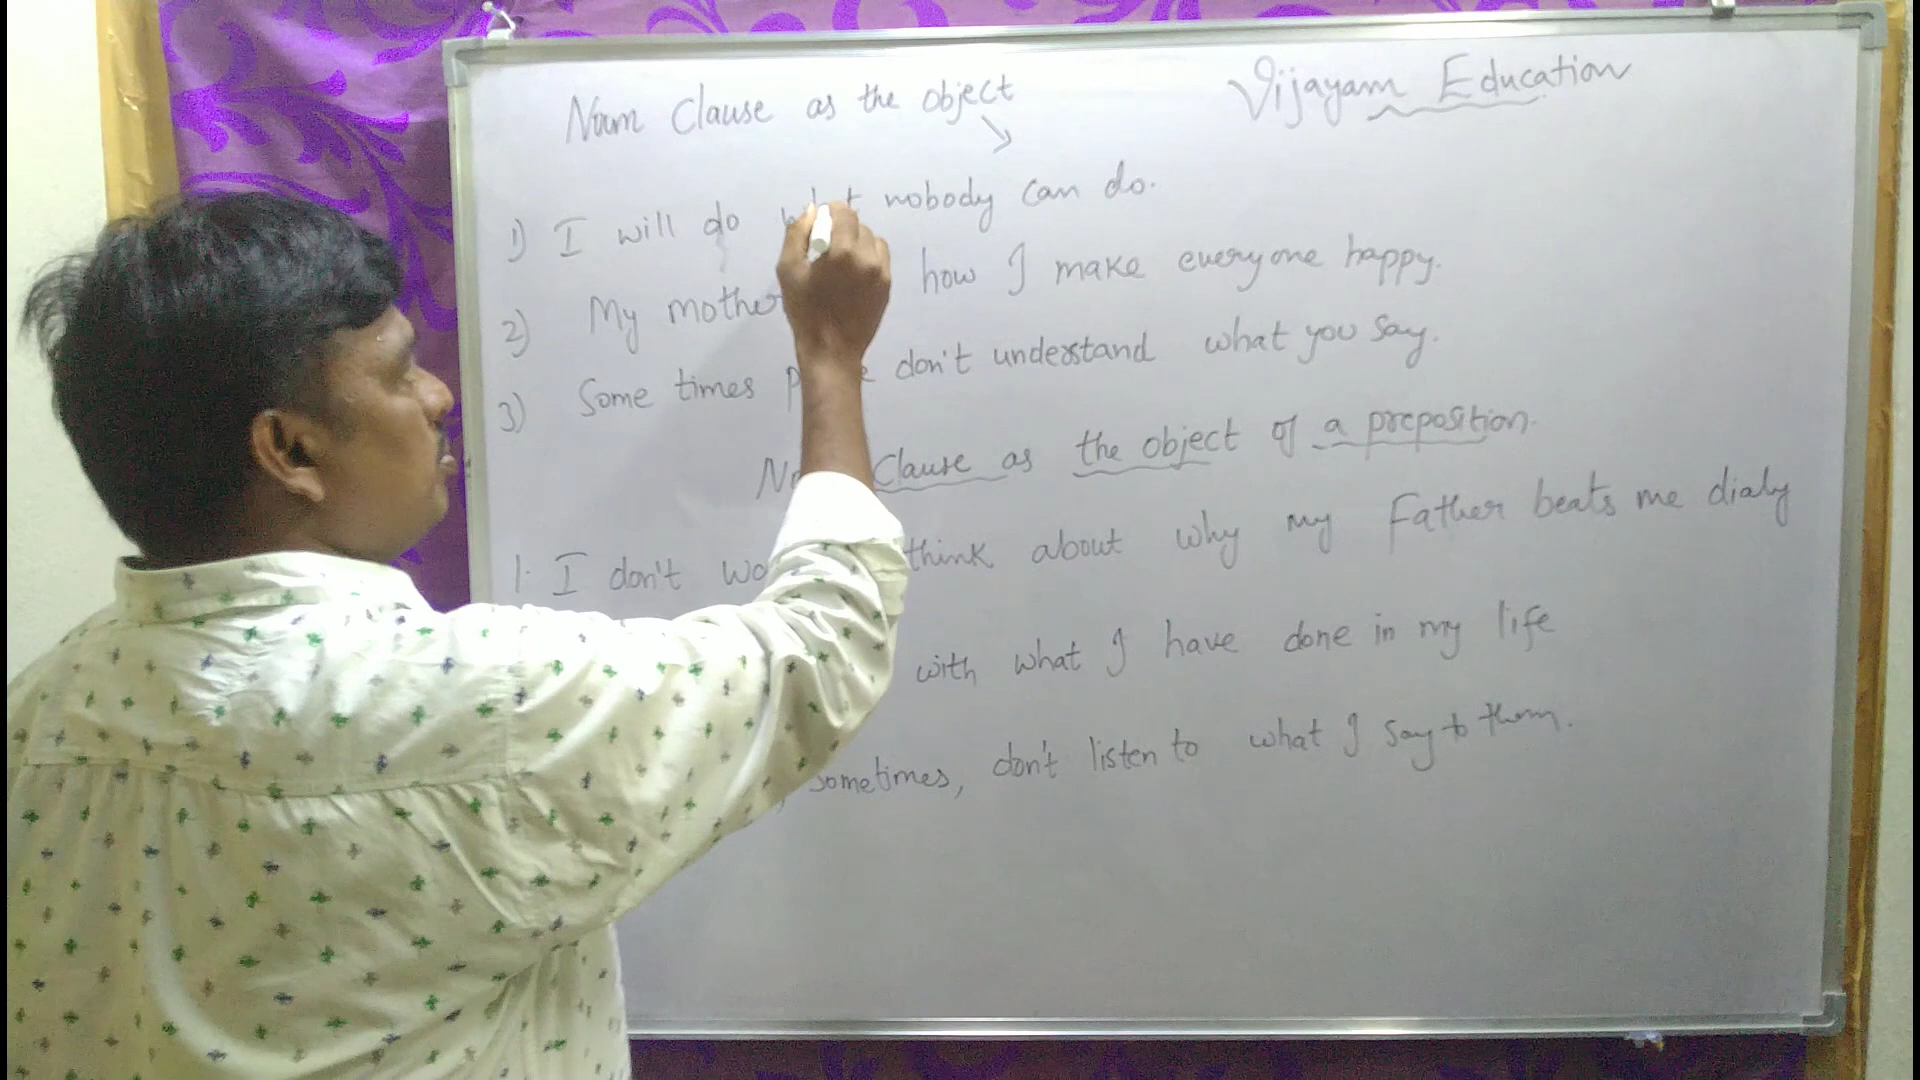 Noun Clause as the object
Vijayam Education
1) I will do nobody can do.
2) My mother how I make everyone happy.
3) Some times don't understand what you say.
Clause as the object of a preposition.
1. I don't think about why my Father beats me dialy
with what I have done in my life
sometimes, don't listen to what I say to them.